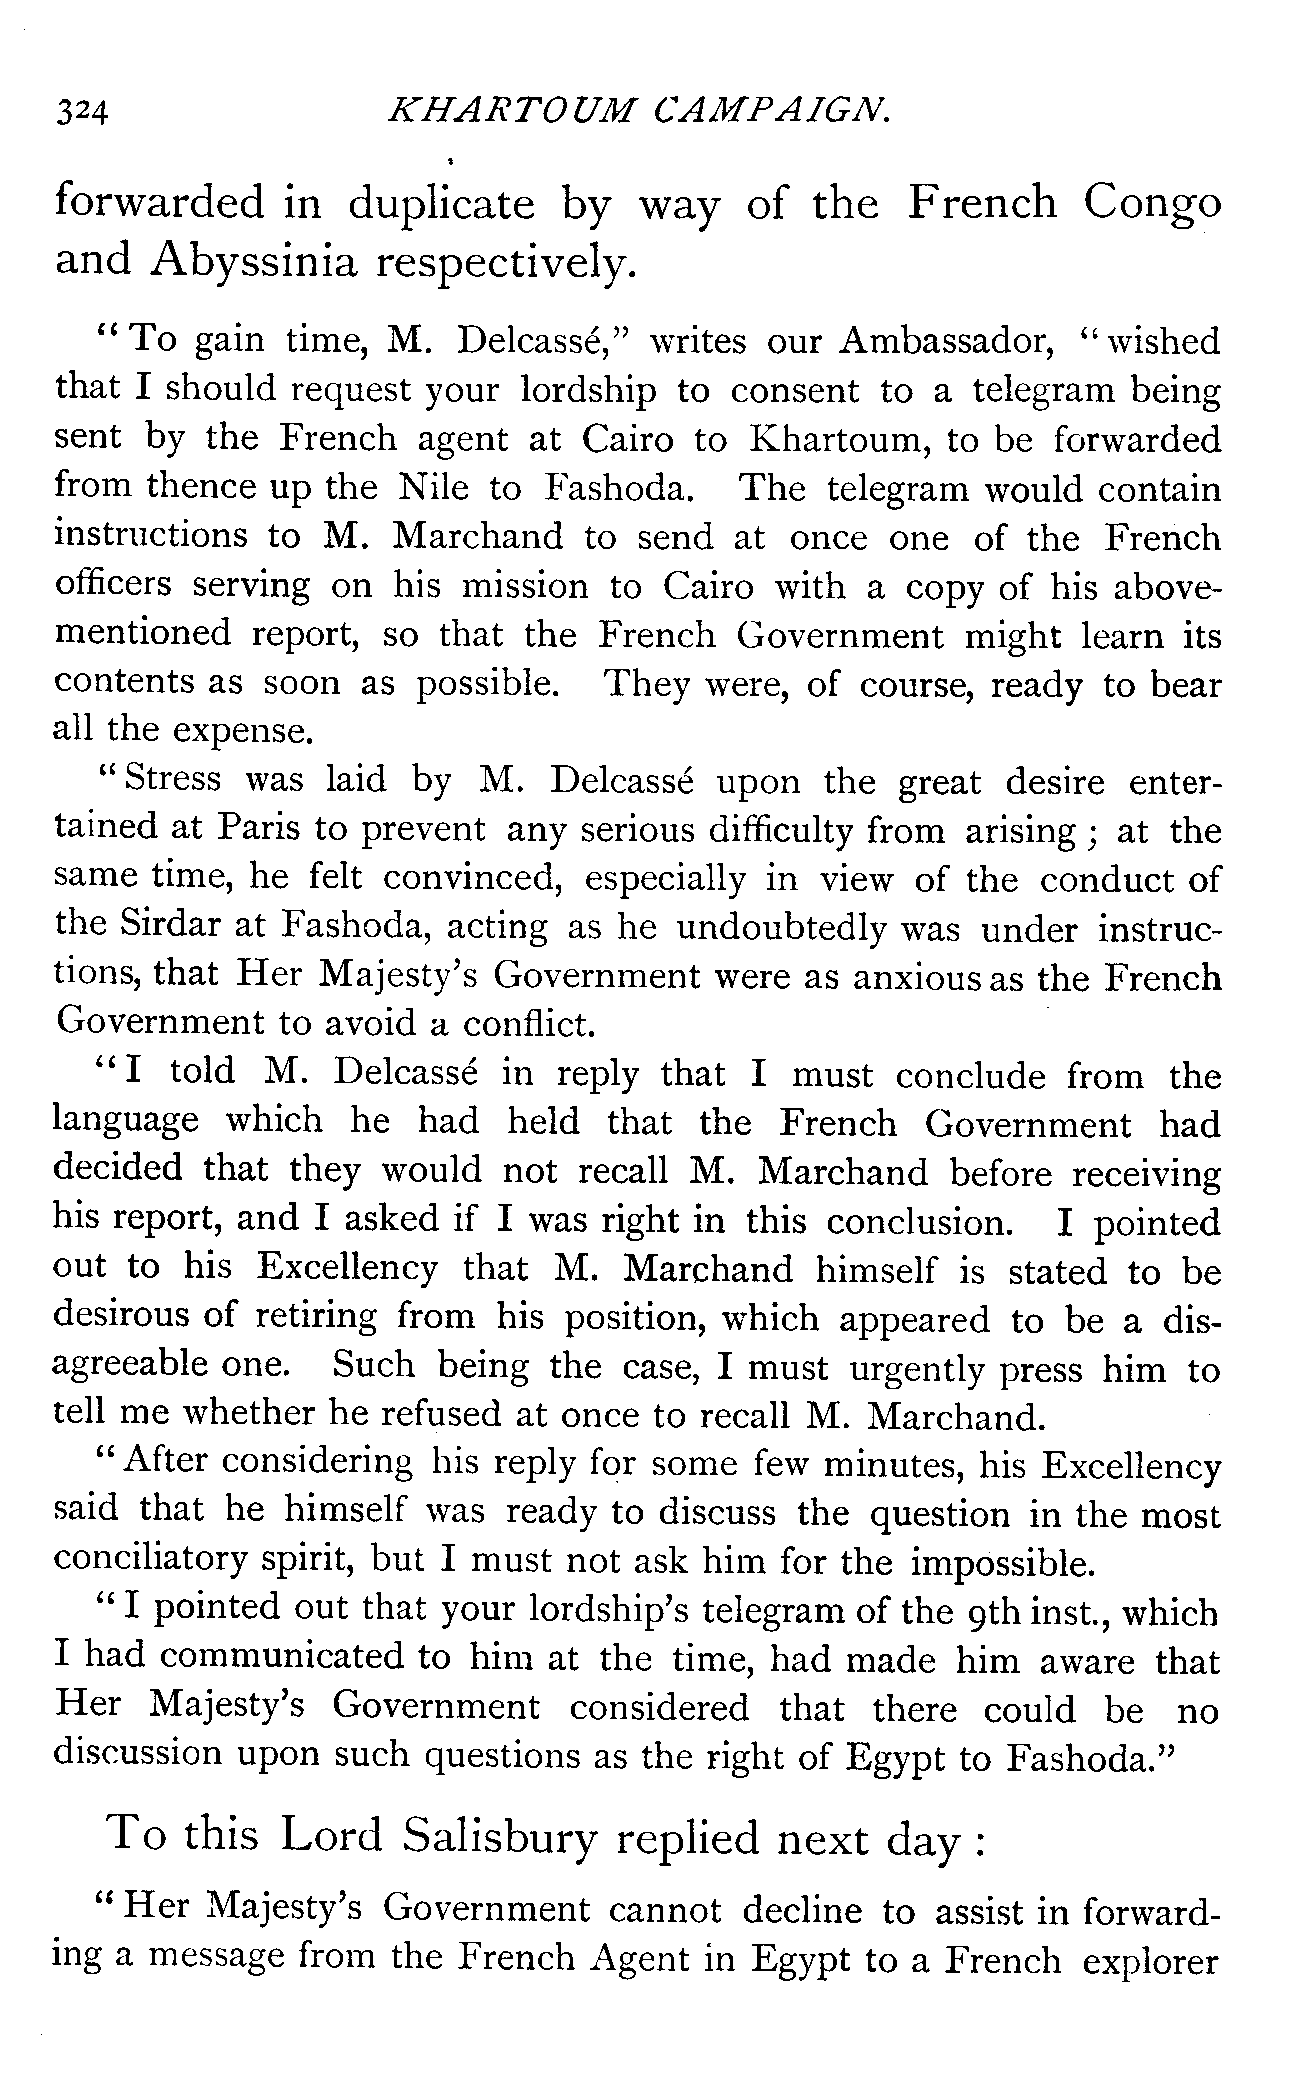 324 KHARTOUM CAMPAIGN.
forwarded in duplicate by way of the French Congo
and Abyssinia respectively.
“ To gain time, M. Delcassé,” writes our Ambassador, “ wished
that I should request your lordship to consent to a telegram being
sent by the French agent at Cairo to Khartoum, to be forwarded
from thence up the Nile to Fashoda. The telegram would contain
instructions to M. Marchand to send at once one of the French
officers serving on his mission to Cairo with a copy of his above-
mentioned report, so that the French Government might learn its
contents as soon as possible. They were, of course, ready to bear
all the expense.
“ Stress was laid by M. Delcassé upon the great desire enter-
tained at Paris to prevent any serious difficulty from arising ; at the
same time, he felt convinced, especially in view of the conduct of
the Sirdar at Fashoda, acting as he undoubtedly was under instruc-
tions, that Her Majesty’s Government were as anxious as the French
Government to avoid a conflict.
“ I told M. Delcassé in reply that I must conclude from the
language which he had held that the French Government had
decided that they would not recall M. Marchand before receiving
his report, and I asked if I was right in this conclusion. I pointed
out to his Excellency that M. Marchand himself is stated to be
desirous of retiring from his position, which appeared to be a dis-
agreeable one. Such being the case, I must urgently press him to
tell me whether he refused at once to recall M. Marchand.
“ After considering his reply for some few minutes, his Excellency
said that he himself was ready to discuss the question in the most
conciliatory spirit, but I must not ask him for the impossible.
“ I pointed out that your lordship’s telegram of the 9th inst., which
I had communicated to him at the time, had made him aware that
Her Majesty’s Government considered that there could be no
discussion upon such questions as the right of Egypt to Fashoda.”
To this Lord Salisbury replied next day :
“ Her Majesty’s Government cannot decline to assist in forward-
ing a message from the French Agent in Egypt to a French explorer